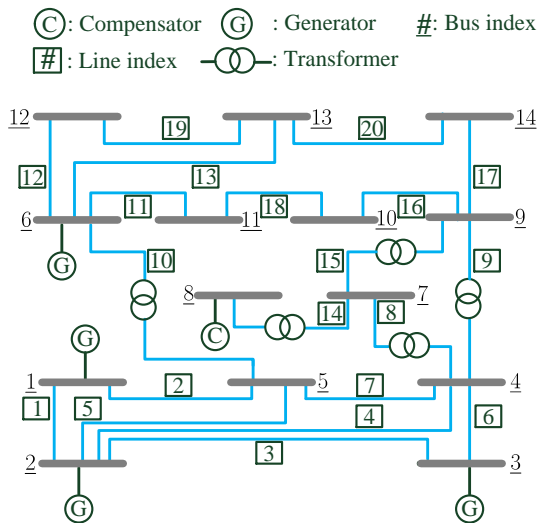 C : Compensator G : Generator #: Bus index
# : Line index : Transformer
12 19 13 20 14
12 13 17
6 11 11 18 10 16 9
G 10 8 15 7 9
C 14 8
G
1 2 5 7 4
1 5 4 6
2 3 3
G G